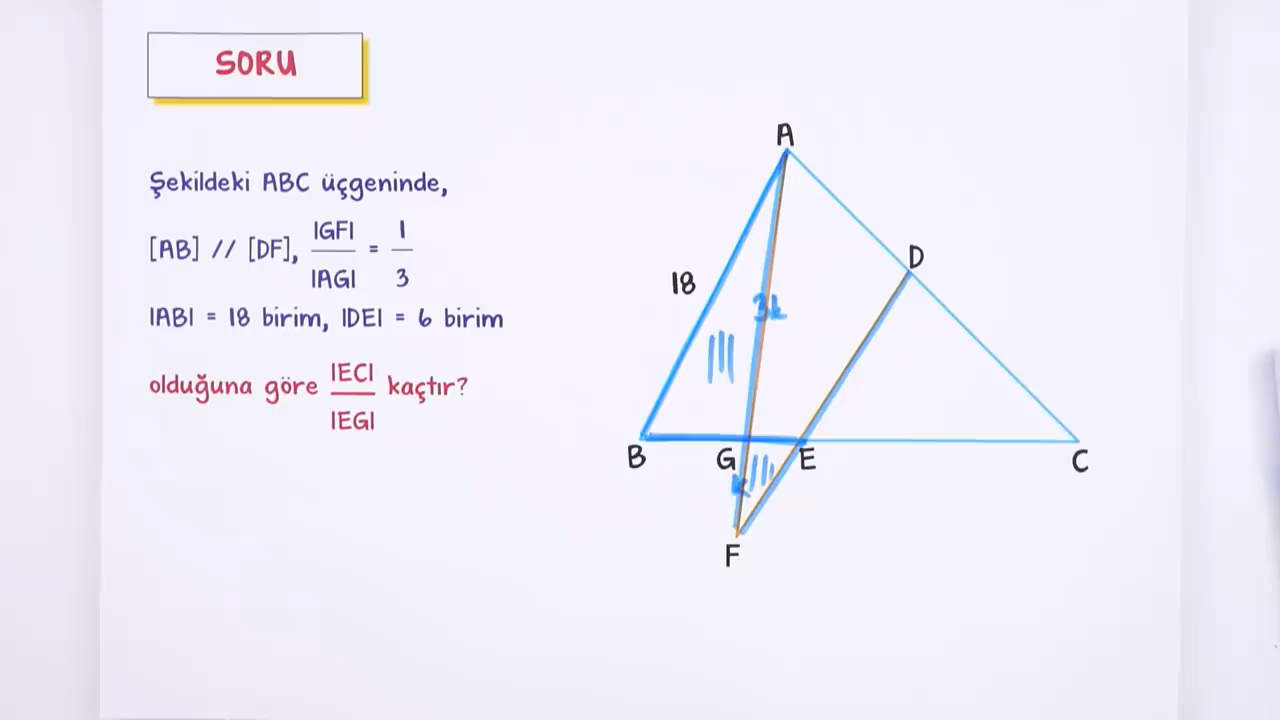 SORU
Şekildeki ABC üçgeninde,
[AB] // [DF], |GF| / |AG| = 1 / 3
|AB| = 18 birim, |DE| = 6 birim
olduğuna göre |EC| / |EG| kaçtır?
A
D
18
3k
B
G
E
C
k
F